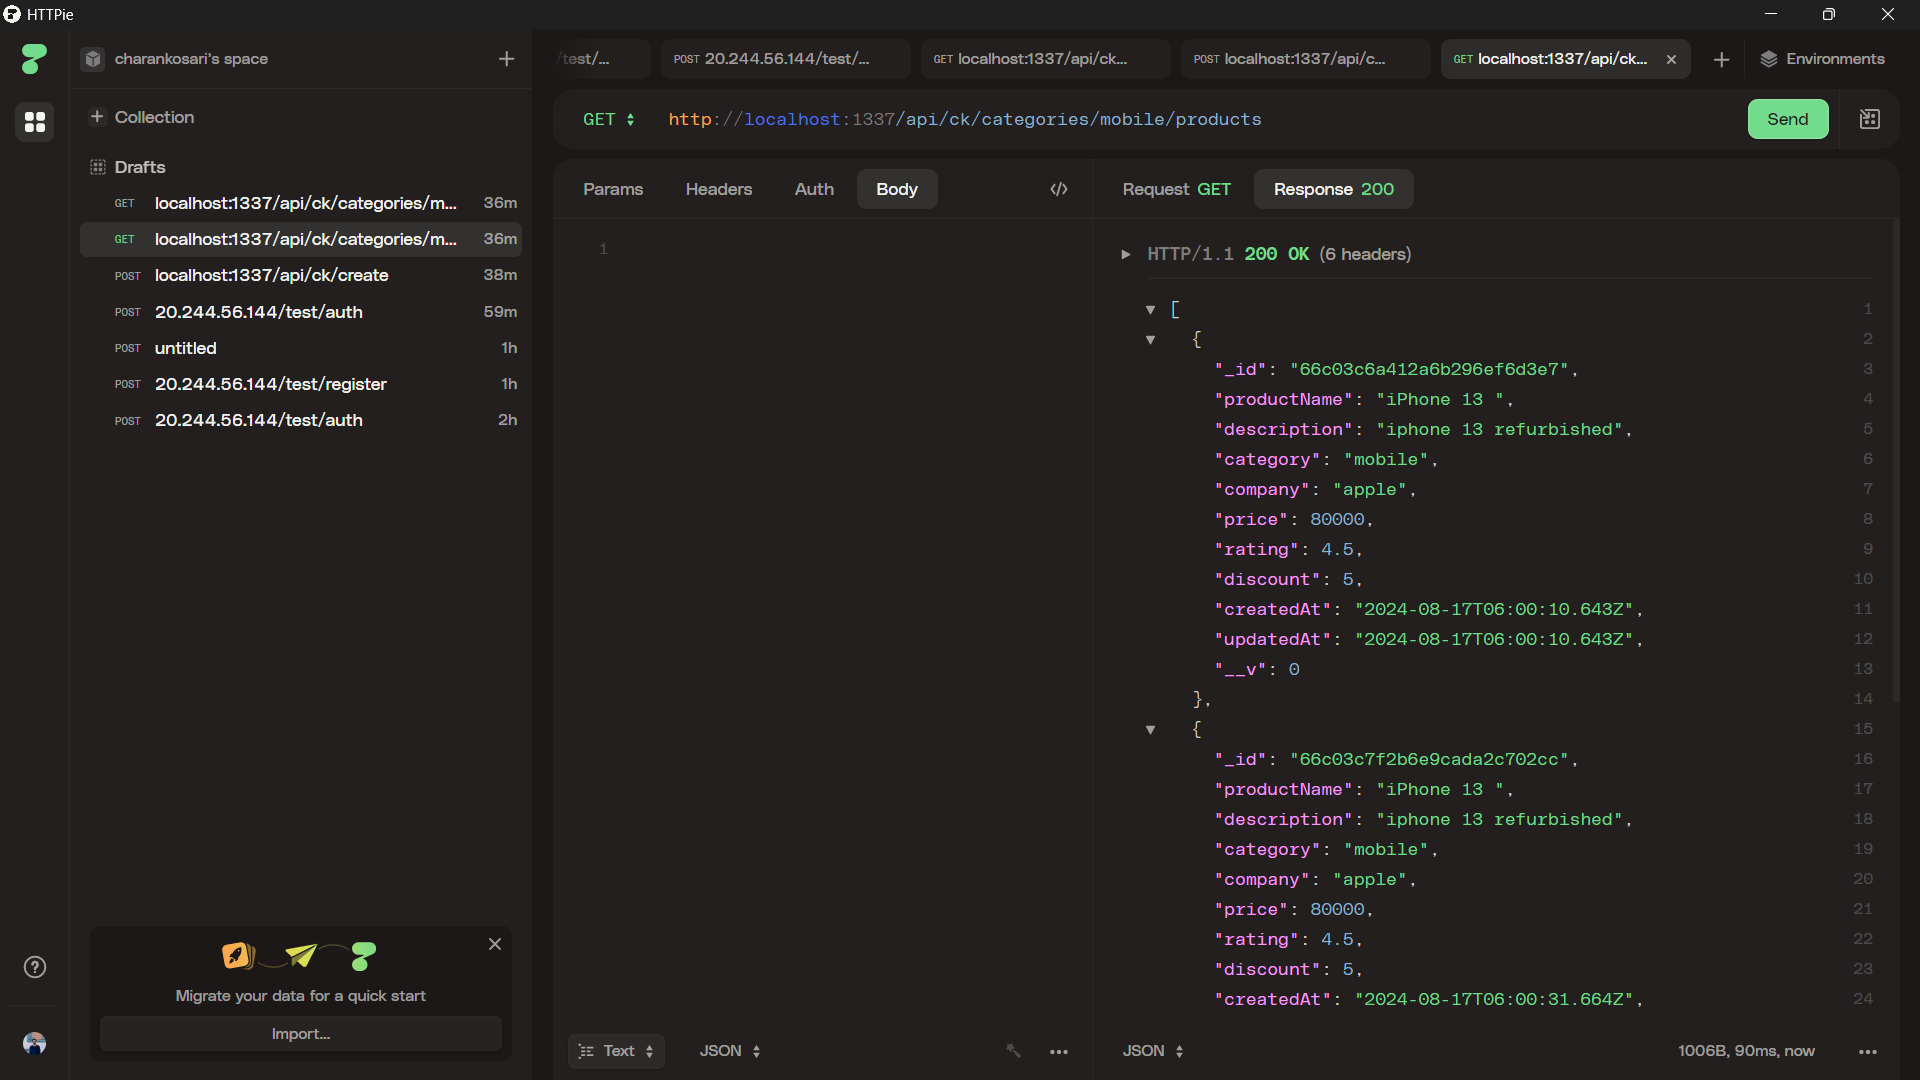 HTTPie
charankosari's space
Collection
Drafts
GET localhost:1337/api/ck/categories/m... 36m
GET localhost:1337/api/ck/categories/m... 36m
POST localhost:1337/api/ck/create 38m
POST 20.244.56.144/test/auth 59m
POST untitled 1h
POST 20.244.56.144/test/register 1h
POST 20.244.56.144/test/auth 2h
Migrate your data for a quick start
Import...
/test/...
POST 20.244.56.144/test/...
GET localhost:1337/api/ck...
POST localhost:1337/api/c...
GET localhost:1337/api/ck...
Environments
GET http://localhost:1337/api/ck/categories/mobile/products
Send
Params Headers Auth Body
1
Text JSON
Request GET Response 200
HTTP/1.1 200 OK (6 headers)
[ 1
{ 2
"_id": "66c03c6a412a6b296ef6d3e7", 3
"productName": "iPhone 13 ", 4
"description": "iphone 13 refurbished", 5
"category": "mobile", 6
"company": "apple", 7
"price": 80000, 8
"rating": 4.5, 9
"discount": 5, 10
"createdAt": "2024-08-17T06:00:10.643Z", 11
"updatedAt": "2024-08-17T06:00:10.643Z", 12
"__v": 0 13
}, 14
{ 15
"_id": "66c03c7f2b6e9cada2c702cc", 16
"productName": "iPhone 13 ", 17
"description": "iphone 13 refurbished", 18
"category": "mobile", 19
"company": "apple", 20
"price": 80000, 21
"rating": 4.5, 22
"discount": 5, 23
"createdAt": "2024-08-17T06:00:31.664Z", 24
JSON
1006B, 90ms, now